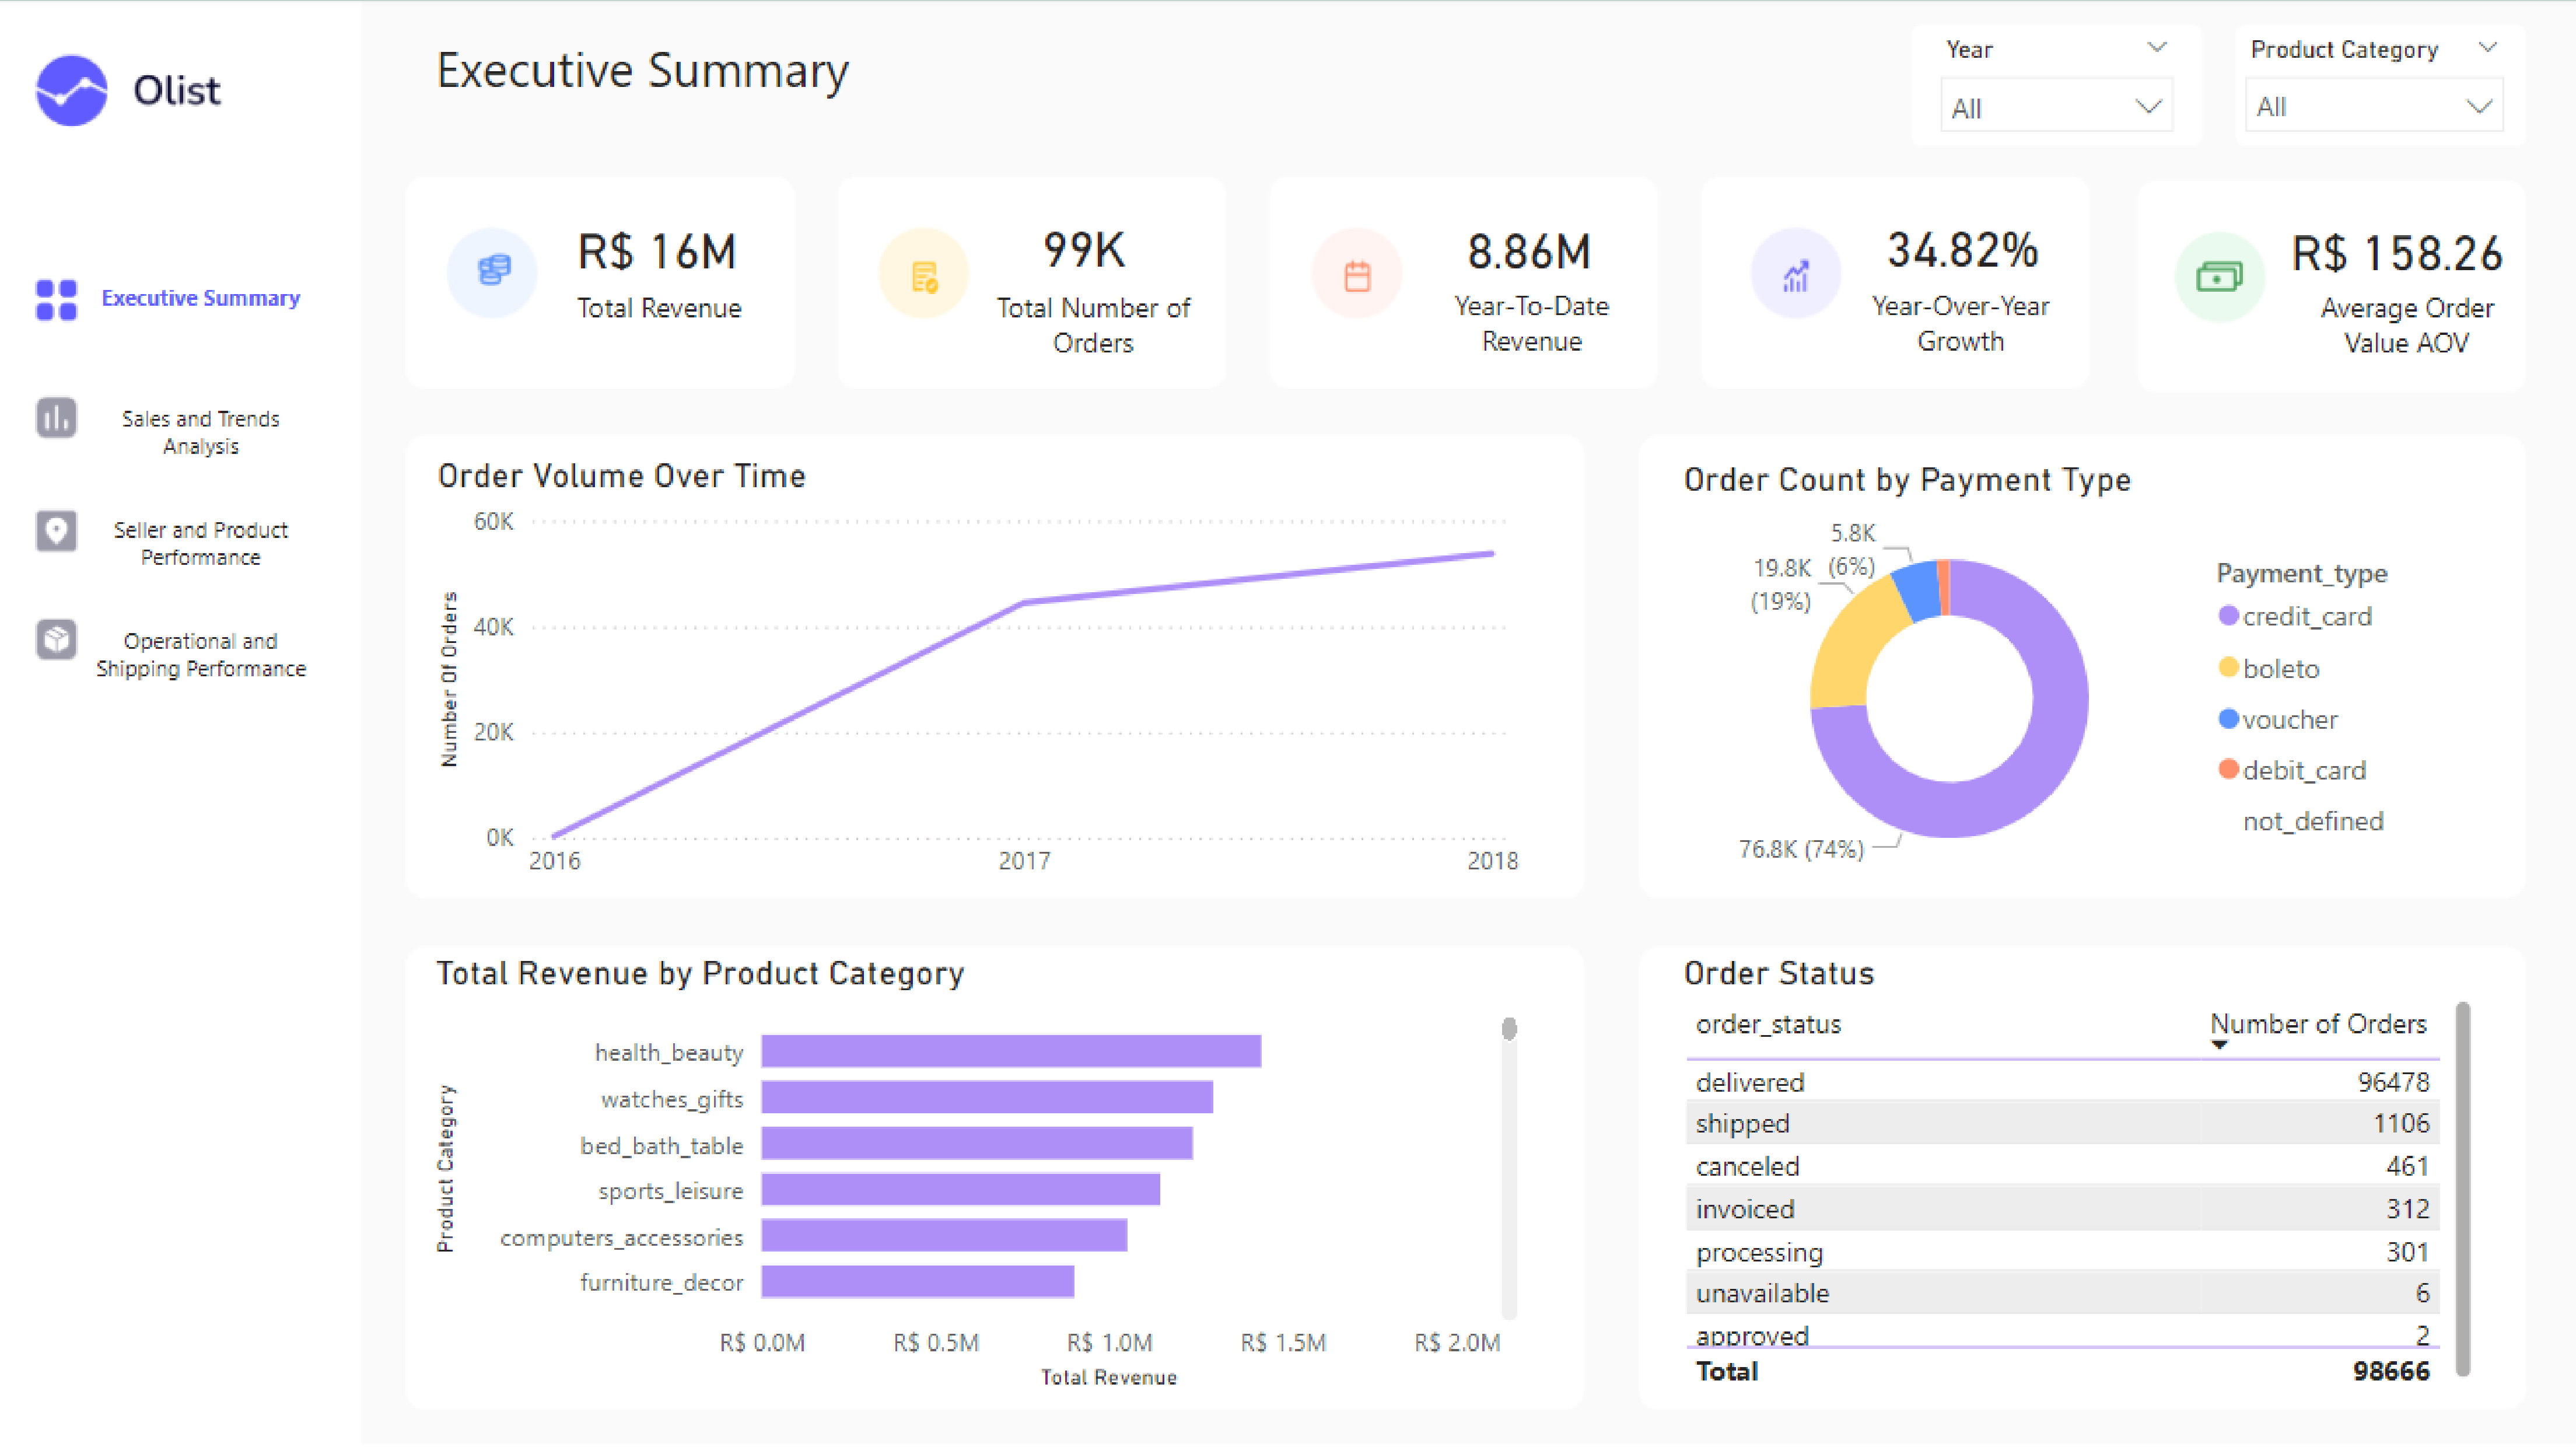 Olist
Executive Summary
Sales and Trends
Analysis
Seller and Product
Performance
Operational and
Shipping Performance
Executive Summary
Year
All
Product Category
All
R$ 16M
Total Revenue
99K
Total Number of
Orders
8.86M
Year-To-Date
Revenue
34.82%
Year-Over-Year
Growth
R$ 158.26
Average Order
Value AOV
Order Volume Over Time
Number Of Orders
60K
40K
20K
0K
2016
2017
2018
Order Count by Payment Type
5.8K
(6%)
19.8K
(19%)
76.8K (74%)
Payment_type
credit_card
boleto
voucher
debit_card
not_defined
Total Revenue by Product Category
Product Category
health_beauty
watches_gifts
bed_bath_table
sports_leisure
computers_accessories
furniture_decor
R$ 0.0M
R$ 0.5M
R$ 1.0M
R$ 1.5M
R$ 2.0M
Total Revenue
Order Status
order_status Number of Orders
delivered 96478
shipped 1106
canceled 461
invoiced 312
processing 301
unavailable 6
approved 2
Total 98666